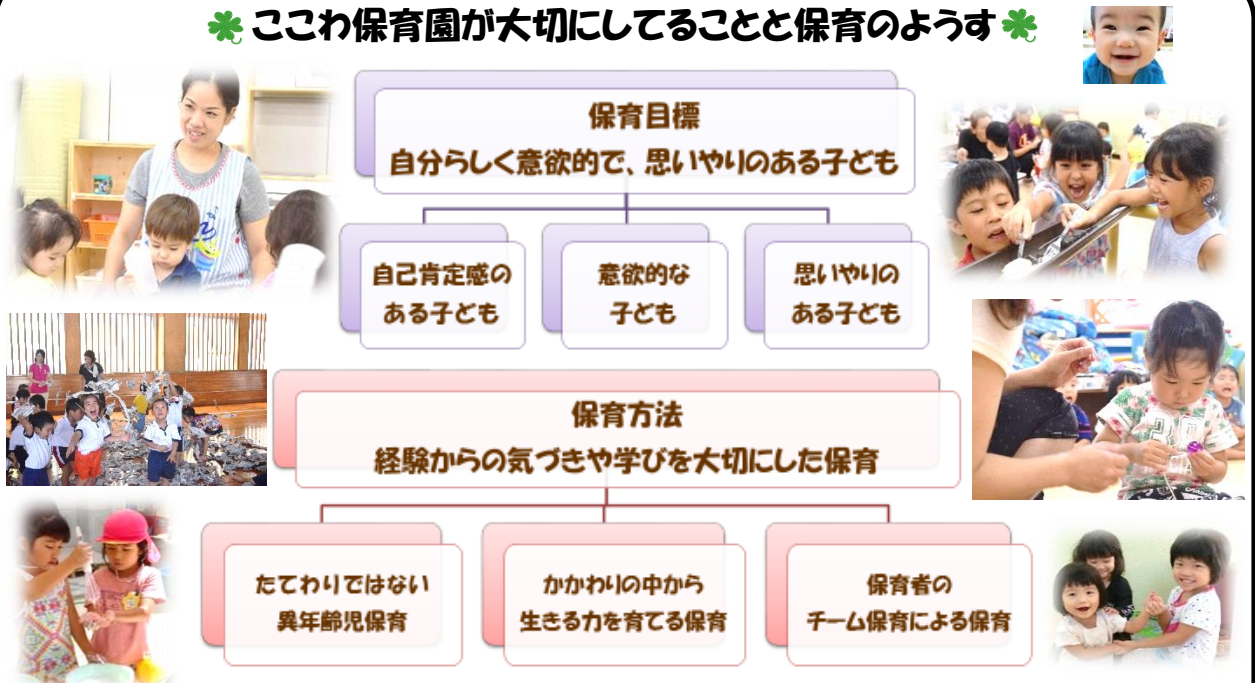 ここわ保育園が大切にしてることと保育のようす
保育目標
自分らしく意欲的で、思いやりのある子ども
自己肯定感の
ある子ども
意欲的な
子ども
思いやりの
ある子ども
保育方法
経験からの気づきや学びを大切にした保育
たてわりではない
異年齢児保育
かかわりの中から
生きる力を育てる保育
保育者の
チーム保育による保育